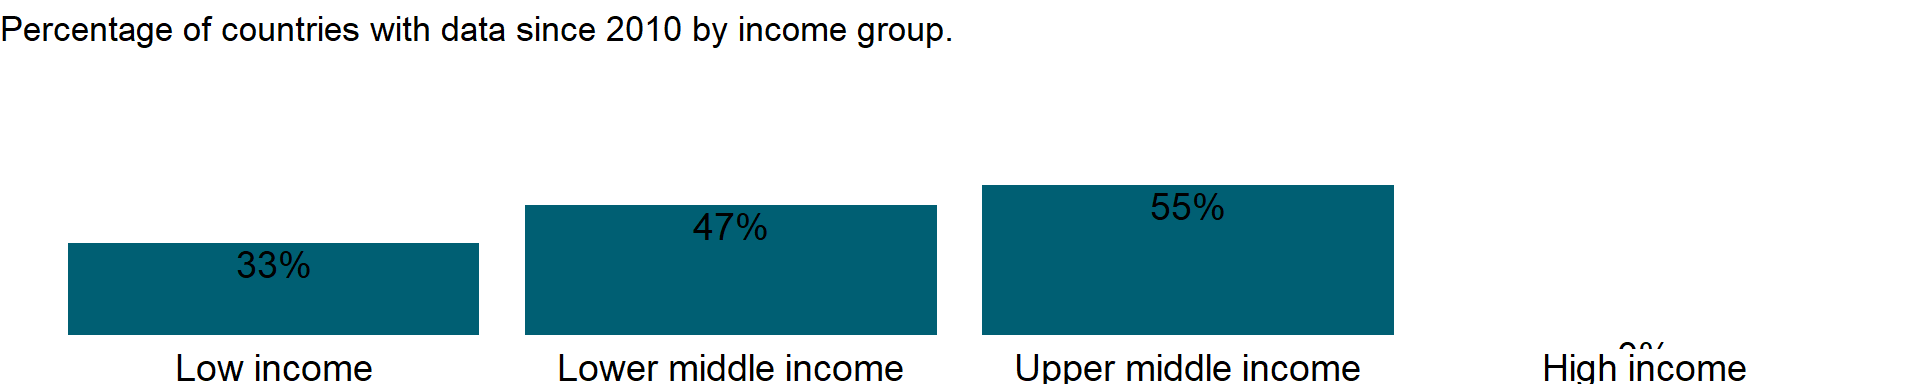 Percentage of countries with data since 2010 by income group.
33%
47%
55%
Low income
Lower middle income
Upper middle income
High income